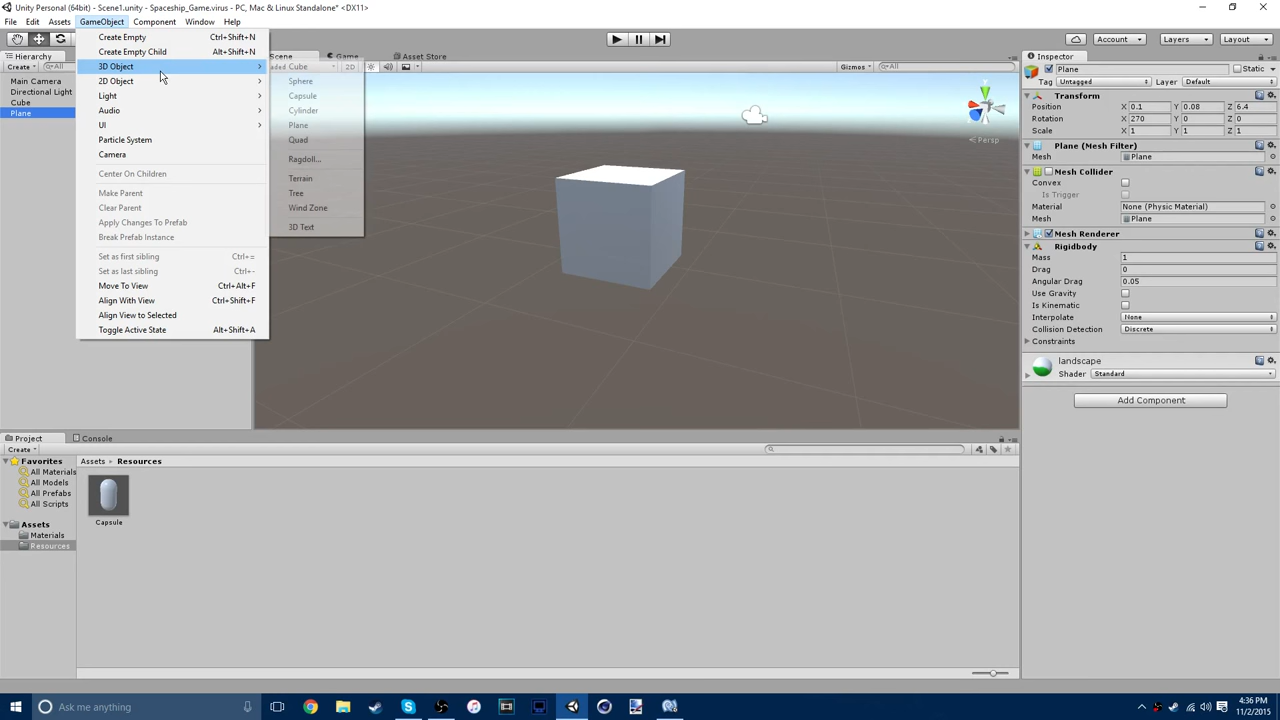 Unity Personal (64bit) - Scene1.unity - Spaceship_Game.virus - PC, Mac & Linux Standalone* <DX11>
File Edit Assets GameObject Component Window Help
Account Layers Layout
Hierarchy
Create All
Main Camera
Directional Light
Cube
Plane
Create Empty Ctrl+Shift+N
Create Empty Child Alt+Shift+N
3D Object
2D Object
Light
Audio
UI
Particle System
Camera
Center On Children
Make Parent
Clear Parent
Apply Changes To Prefab
Break Prefab Instance
Set as first sibling Ctrl+=
Set as last sibling Ctrl+-
Move To View Ctrl+Alt+F
Align With View Ctrl+Shift+F
Align View to Selected
Toggle Active State Alt+Shift+A
Cube
Sphere
Capsule
Cylinder
Plane
Quad
Ragdoll...
Terrain
Tree
Wind Zone
3D Text
Scene Game Asset Store
2D Gizmos All
Persp
Inspector
Plane Static
Tag Untagged Layer Default
Transform
Position X 0.1 Y 0.08 Z 6.4
Rotation X 270 Y 0 Z 0
Scale X 1 Y 1 Z 1
Plane (Mesh Filter)
Mesh Plane
Mesh Collider
Convex
Is Trigger
Material None (Physic Material)
Mesh Plane
Mesh Renderer
Rigidbody
Mass 1
Drag 0
Angular Drag 0.05
Use Gravity
Is Kinematic
Interpolate None
Collision Detection Discrete
Constraints
landscape
Shader Standard
Add Component
Project Console
Create
Favorites
All Materials
All Models
All Prefabs
All Scripts
Assets
Materials
Resources
Assets Resources
Capsule
Ask me anything
4:36 PM
11/2/2015